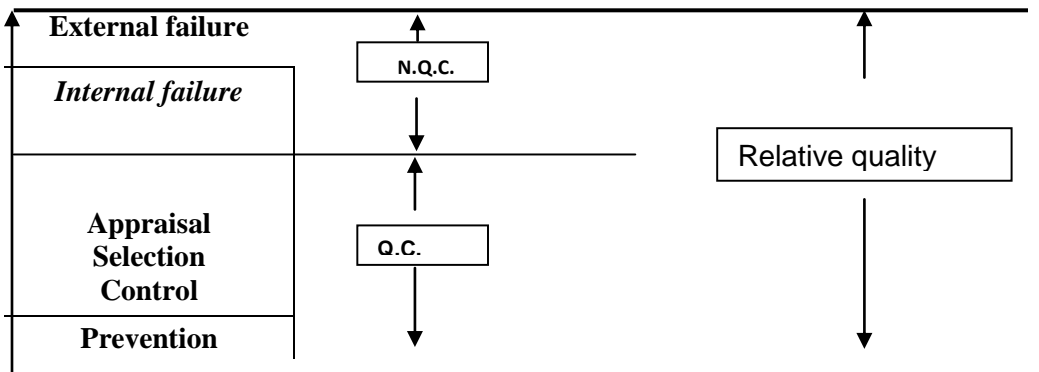 External failure
N.Q.C.
Internal failure
Relative quality
Appraisal
Selection
Control
Q.C.
Prevention